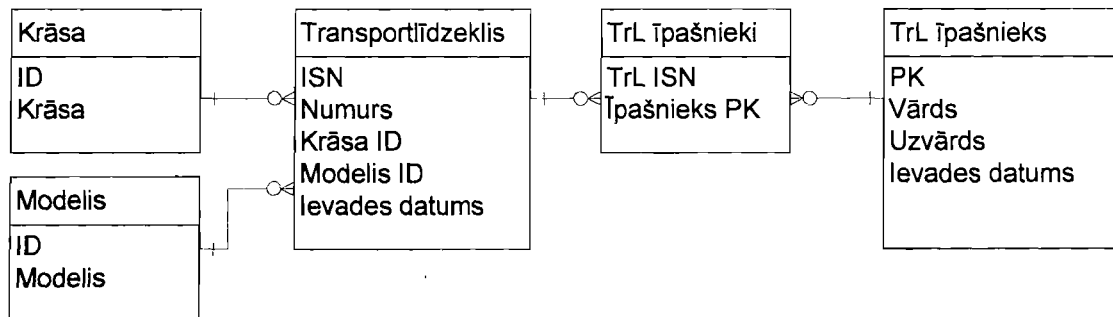 Krāsa
ID
Krāsa
Modelis
ID
Modelis
Transportlīdzeklis
ISN
Numurs
Krāsa ID
Modelis ID
Ievades datums
TrL īpašnieki
TrL ISN
Īpašnieks PK
TrL īpašnieks
PK
Vārds
Uzvārds
Ievades datums